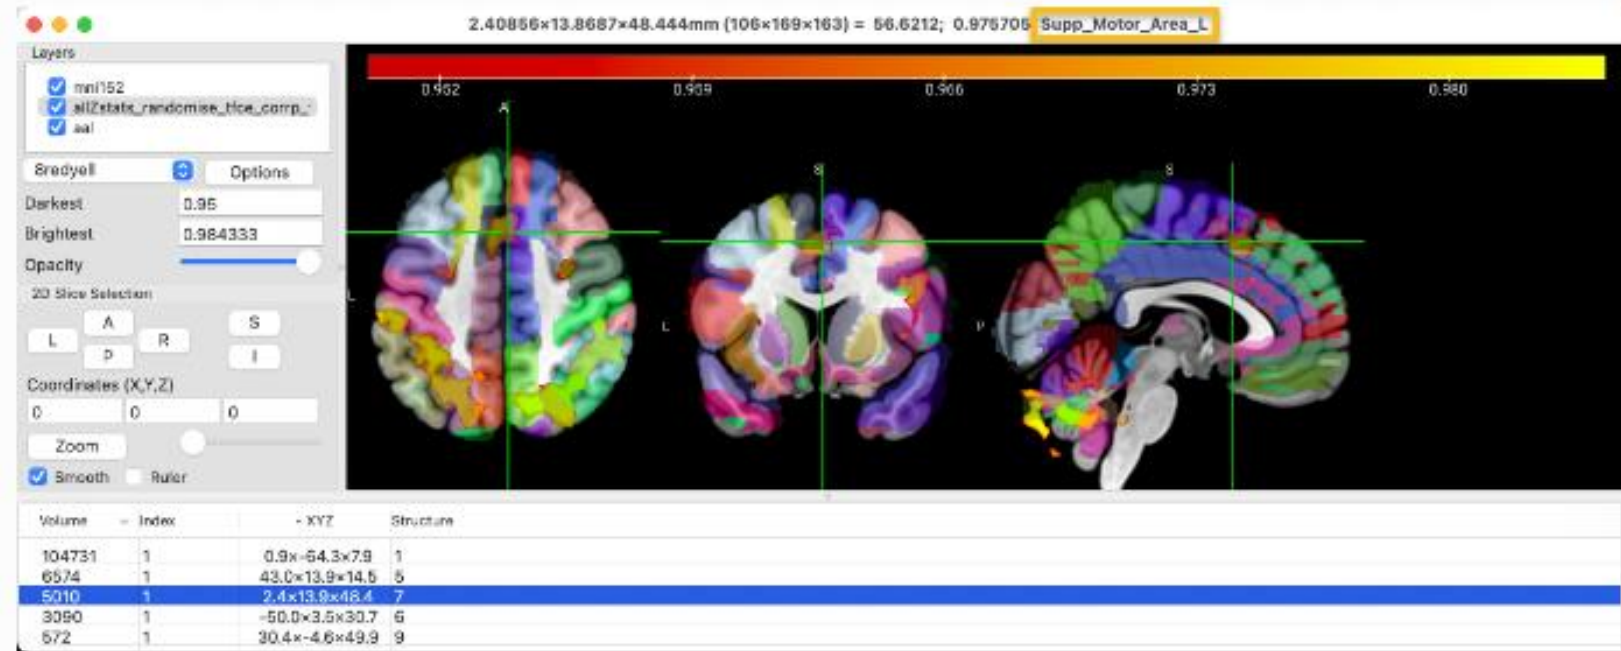 2.40856×13.8687×48.444mm (106×169×163) = 56.6212; 0.975705 Supp_Motor_Area_L
Layers
mni152
allZstats_randomise_tfce_corrp_
aal
8redyell
Options
Darkest
0.95
Brightest
0.984333
Opacity
2D Slice Selection
A
S
L
R
P
I
Coordinates (X,Y,Z)
0 0 0
Zoom
Smooth Ruler
0.952 0.959 0.966 0.973 0.980
A
S
S
L
L
P
Volume Index XYZ Structure
104731 1 0.9×-64.3×7.9 1
6574 1 43.0×13.9×14.5 5
5010 1 2.4×13.9×48.4 7
3090 1 -50.0×3.5×30.7 6
572 1 30.4×-4.6×49.9 9